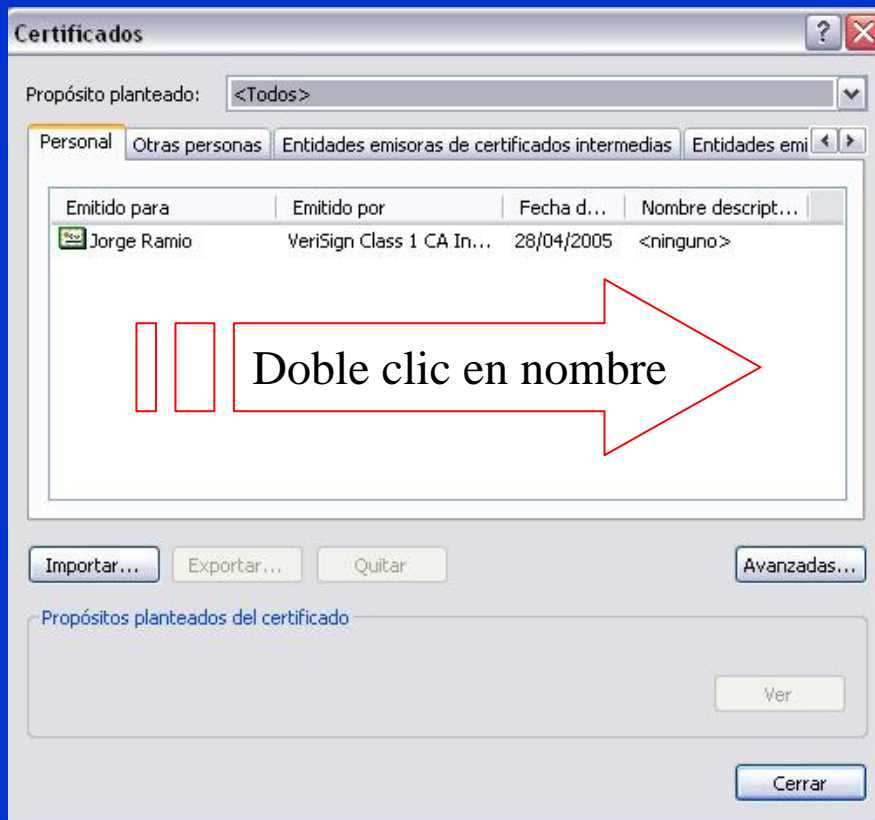 Certificados
Propósito planteado: <Todos>
Personal Otras personas Entidades emisoras de certificados intermedias Entidades emi
Emitido para Emitido por Fecha d... Nombre descript...
Jorge Ramio VeriSign Class 1 CA In... 28/04/2005 <ninguno>
Doble clic en nombre
Importar... Exportar... Quitar Avanzadas...
Propósitos planteados del certificado
Ver
Cerrar